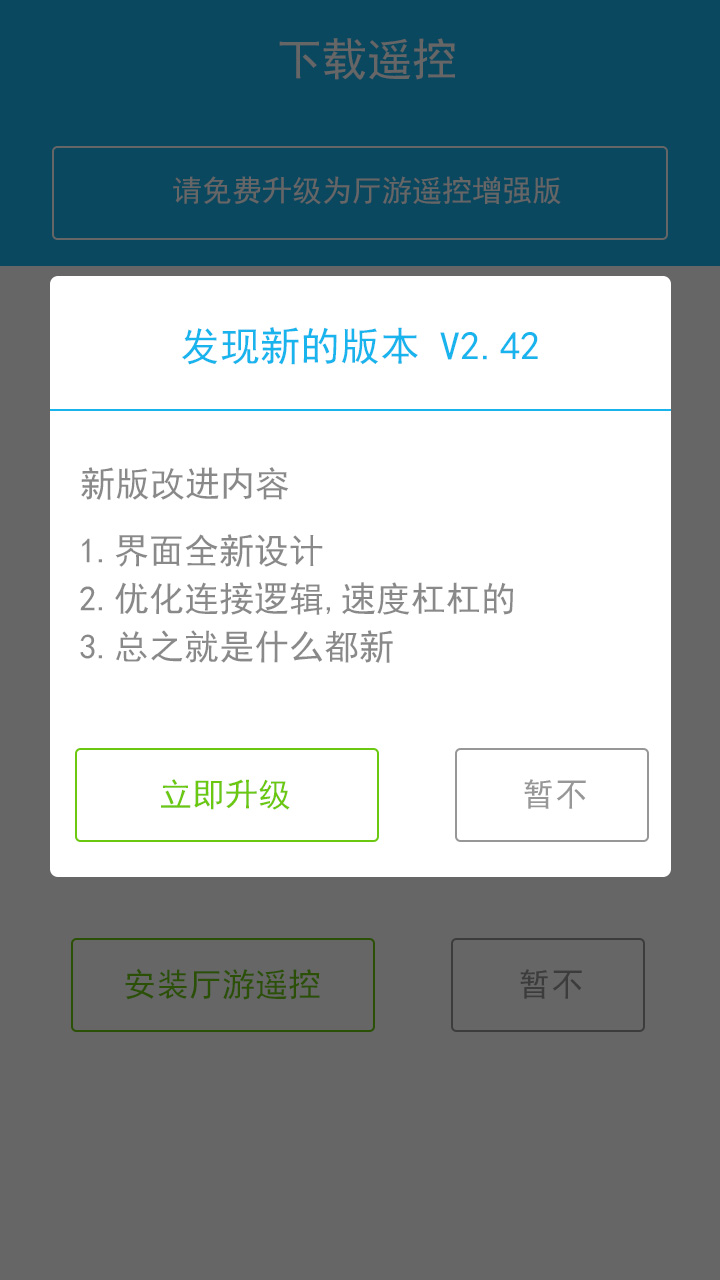 下载遥控
请免费升级为厅游遥控增强版
发现新的版本 V2.42
新版改进内容
1.界面全新设计
2.优化连接逻辑,速度杠杠的
3.总之就是什么都新
立即升级
暂不
安装厅游遥控
暂不